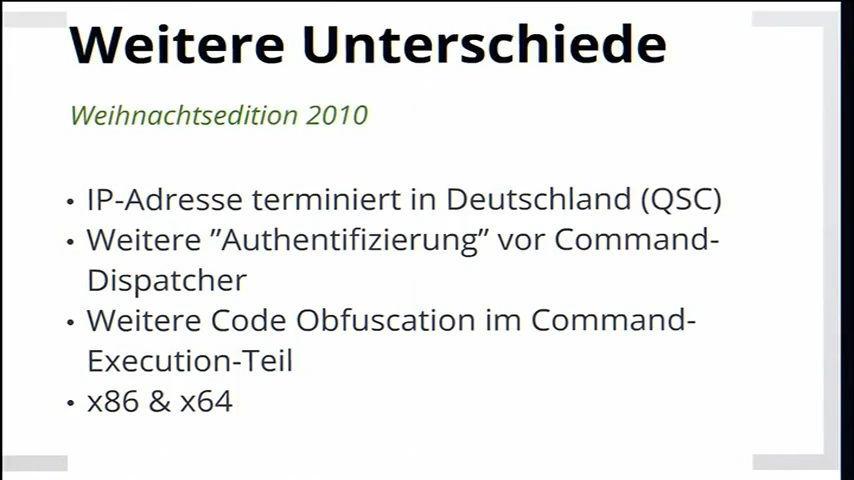 Weitere Unterschiede
Weihnachtsedition 2010
• IP-Adresse terminiert in Deutschland (QSC)
• Weitere ”Authentifizierung” vor Command-
Dispatcher
• Weitere Code Obfuscation im Command-
Execution-Teil
• x86 & x64